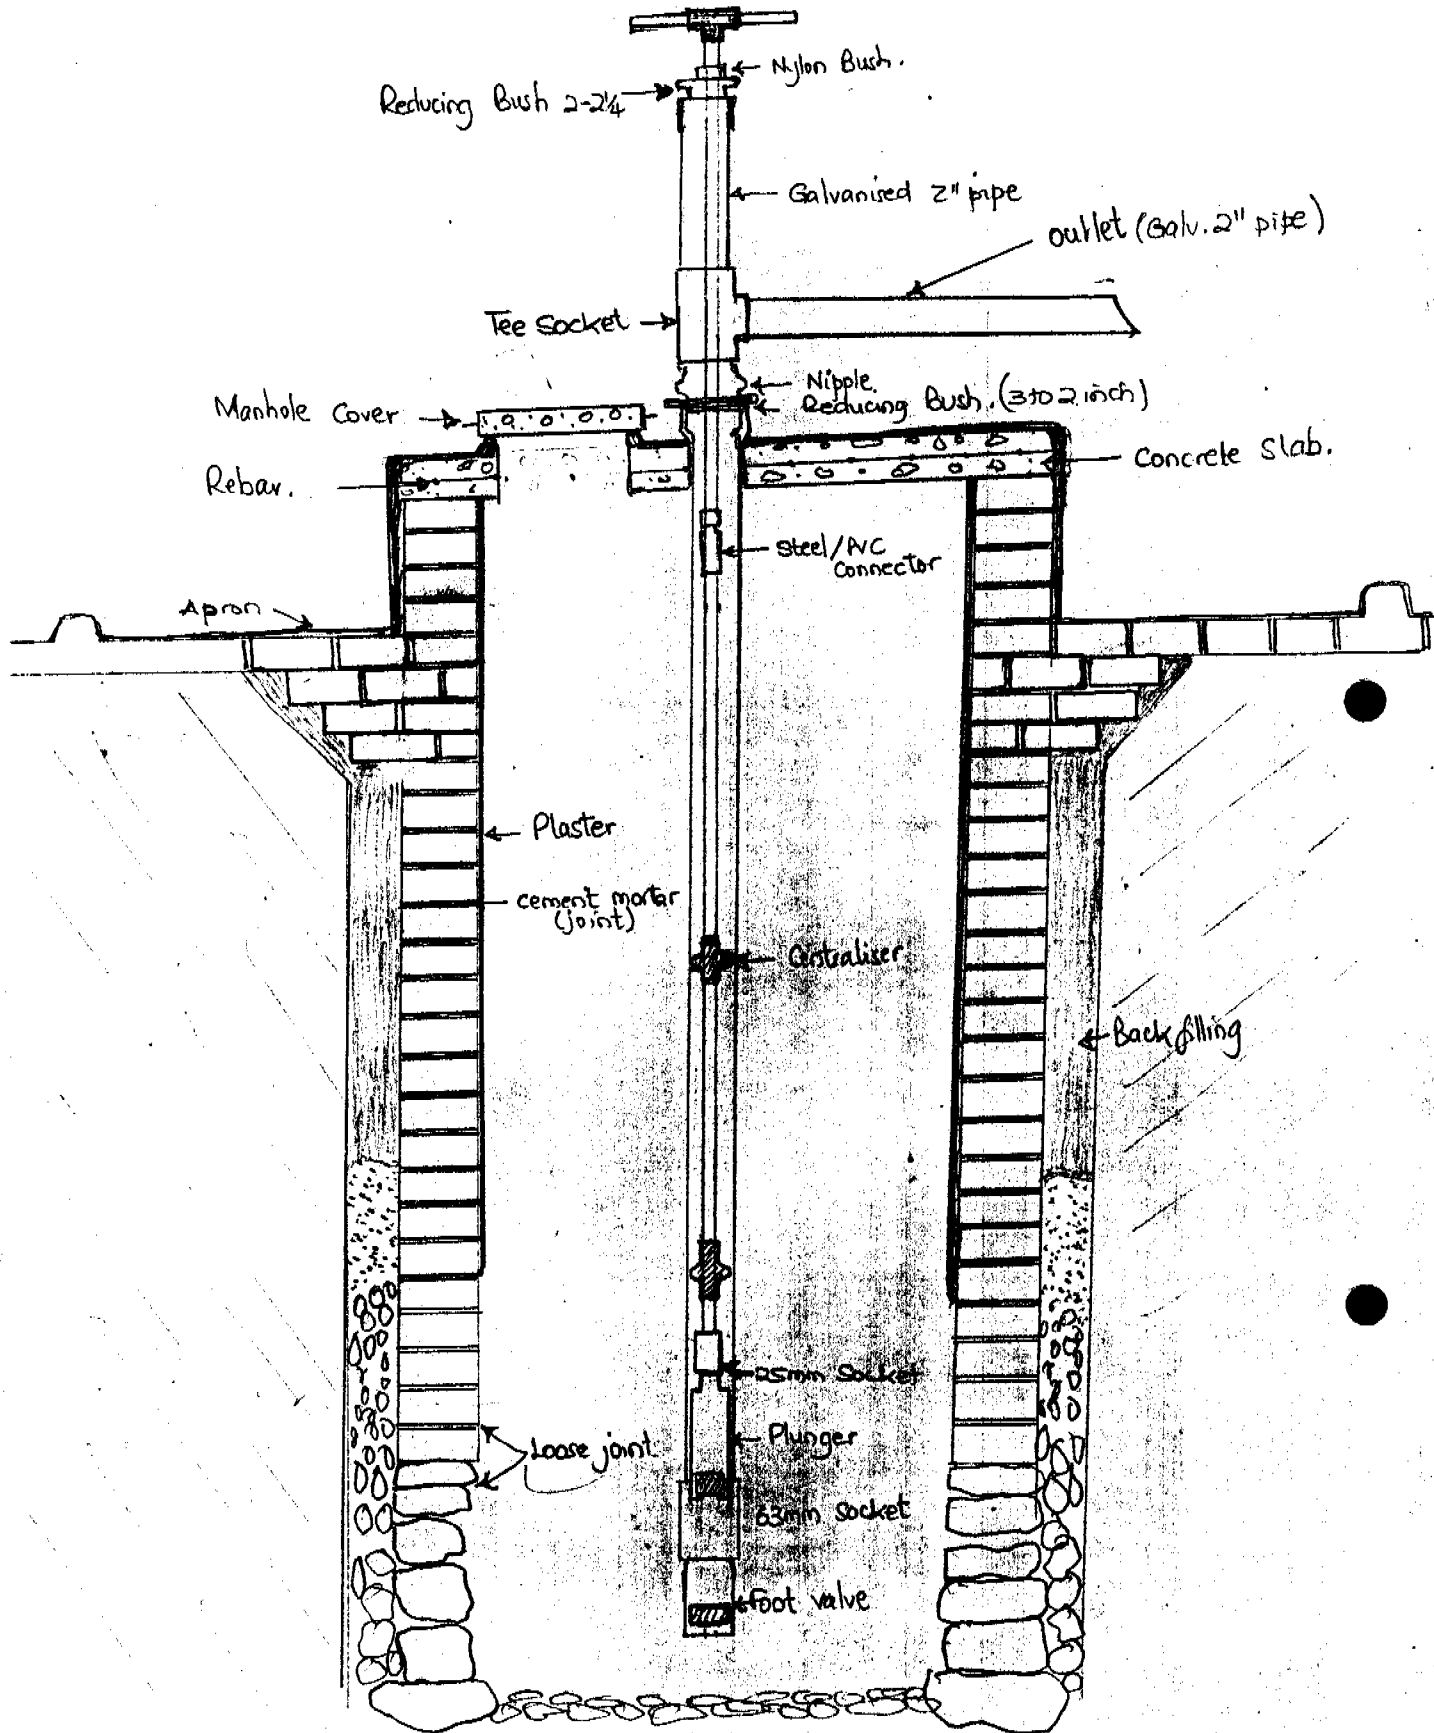 Nylon Bush.
Reducing Bush 2-2¼
Galvanised 2" pipe
outlet (Galv. 2" pipe)
Tee Socket
Nipple.
Reducing Bush. (3 to 2 inch)
Manhole Cover
Concrete Slab.
Rebar.
Steel/PVC
Connector
Apron
Plaster
cement mortar
(joint)
Centraliser
Back filling
25mm Socket
Plunger
Loose joint
63mm Socket
Foot valve